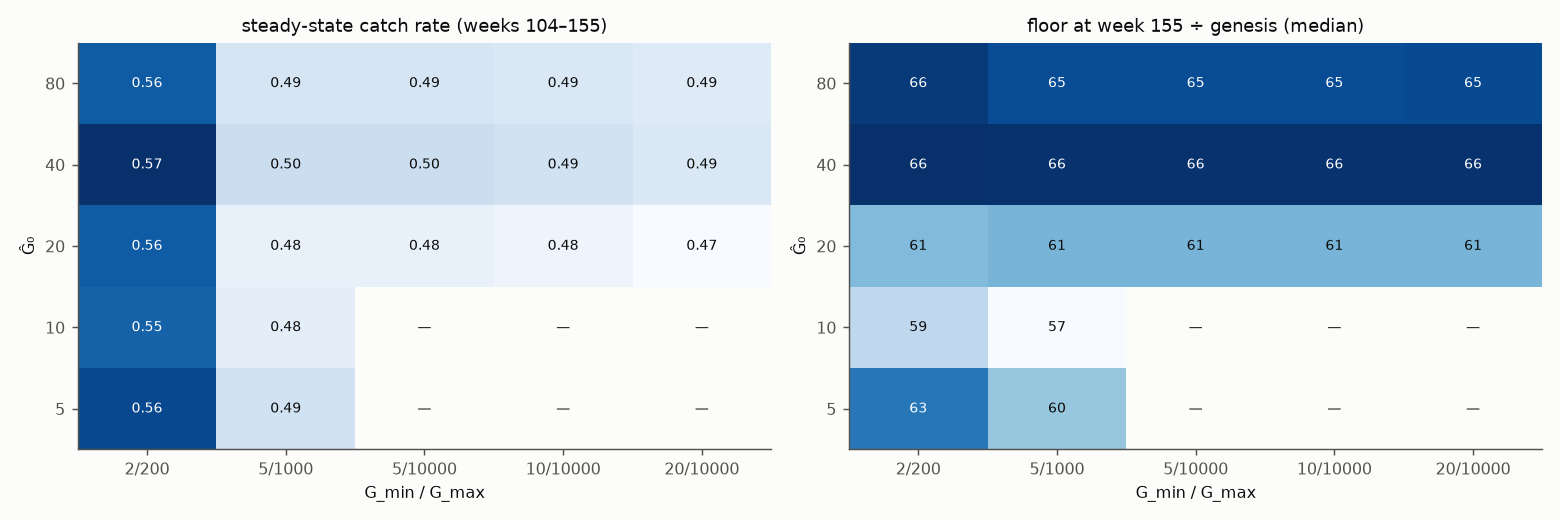 steady-state catch rate (weeks 104–155)
80 0.56 0.49 0.49 0.49 0.49
40 0.57 0.50 0.50 0.49 0.49
20 0.56 0.48 0.48 0.48 0.47
10 0.55 0.48 — — —
5 0.56 0.49 — — —
Ĝ₀
2/200 5/1000 5/10000 10/10000 20/10000
G_min / G_max
floor at week 155 ÷ genesis (median)
80 66 65 65 65 65
40 66 66 66 66 66
20 61 61 61 61 61
10 59 57 — — —
5 63 60 — — —
Ĝ₀
2/200 5/1000 5/10000 10/10000 20/10000
G_min / G_max